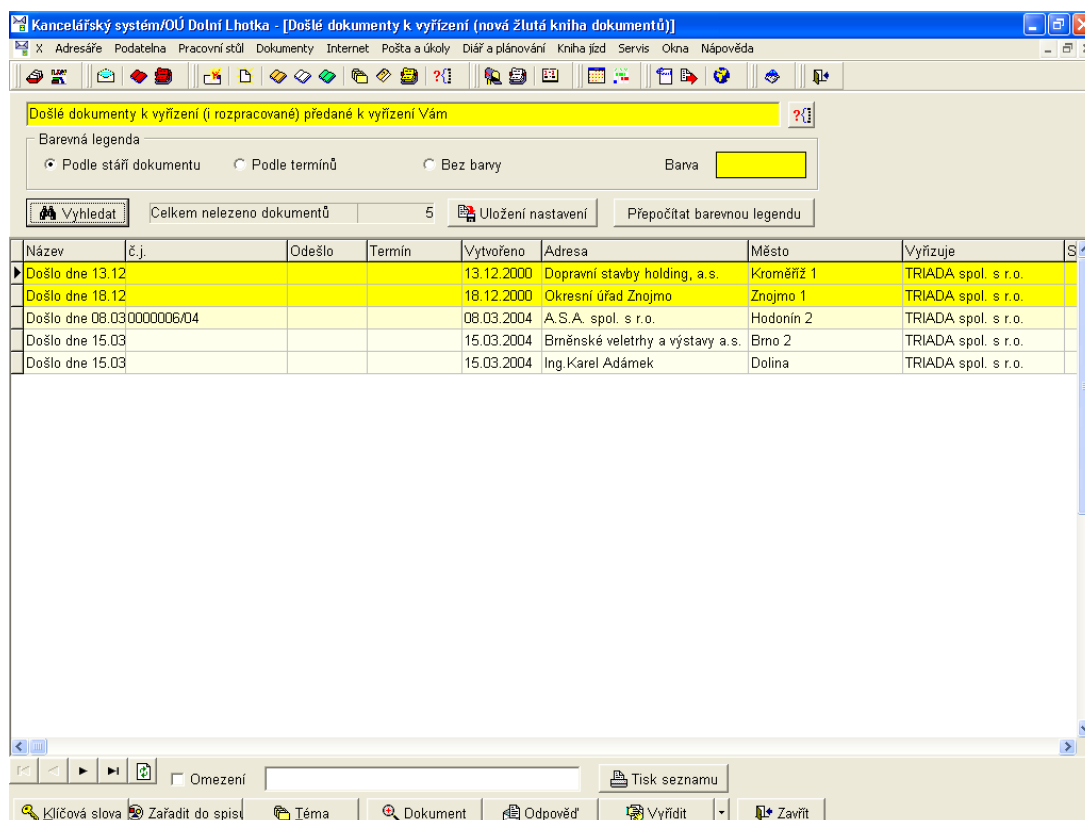 Kancelářský systém/OÚ Dolní Lhotka - [Došlé dokumenty k vyřízení (nová žlutá kniha dokumentů)]
X Adresáře Podatelna Pracovní stůl Dokumenty Internet Pošta a úkoly Diář a plánování Kniha jízd Servis Okna Nápověda
Došlé dokumenty k vyřízení (i rozpracované) předané k vyřízení Vám
Barevná legenda
Podle stáří dokumentu Podle termínů Bez barvy Barva
Vyhledat Celkem nelezeno dokumentů 5 Uložení nastavení Přepočítat barevnou legendu
Název č.j. Odešlo Termín Vytvořeno Adresa Město Vyřizuje S
Došlo dne 13.12 13.12.2000 Dopravní stavby holding, a.s. Kroměříž 1 TRIADA spol. s r.o.
Došlo dne 18.12 18.12.2000 Okresní úřad Znojmo Znojmo 1 TRIADA spol. s r.o.
Došlo dne 08.03 0000006/04 08.03.2004 A.S.A. spol. s r.o. Hodonín 2 TRIADA spol. s r.o.
Došlo dne 15.03 15.03.2004 Brněnské veletrhy a výstavy a.s. Brno 2 TRIADA spol. s r.o.
Došlo dne 15.03 15.03.2004 Ing.Karel Adámek Dolina TRIADA spol. s r.o.
Omezení Tisk seznamu
Klíčová slova Zařadit do spisu Téma Dokument Odpověď Vyřídit Zavřít